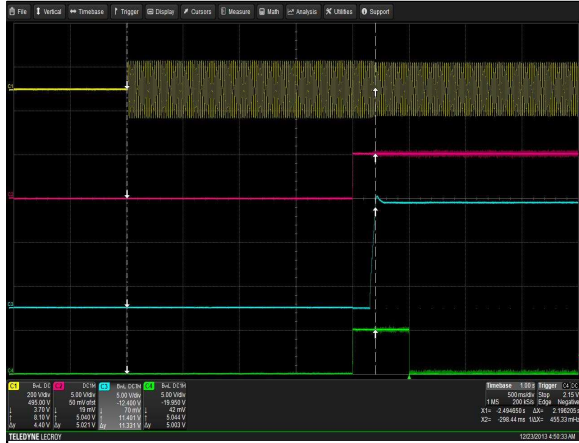 File Vertical Timebase Trigger Display Cursors Measure Math Analysis Utilities Support
C1
C2
C3
C4
C1 BwL DC C2 DC1M C3 BwL DC1M C4 BwL DC
200 V/div 5.00 V/div 5.00 V/div 5.00 V/div
495.00 V 50 mV ofst -12.400 V -19.950 V
↓ 3.70 V ↓ 19 mV ↓ 70 mV ↓ 42 mV
↑ 8.10 V ↑ 5.040 V ↑ 11.401 V ↑ 5.044 V
Δy 4.40 V Δy 5.021 V Δy 11.331 V Δy 5.003 V
Timebase 1.00 s Trigger C4 DC
500 ms/div Stop 2.15 V
1 MS 200 kS/s Edge Negative
X1= -2.494650 s ΔX= 2.196205 s
X2= -298.44 ms 1/ΔX= 455.33 mHz
TELEDYNE LECROY 12/23/2013 4:50:33 AM